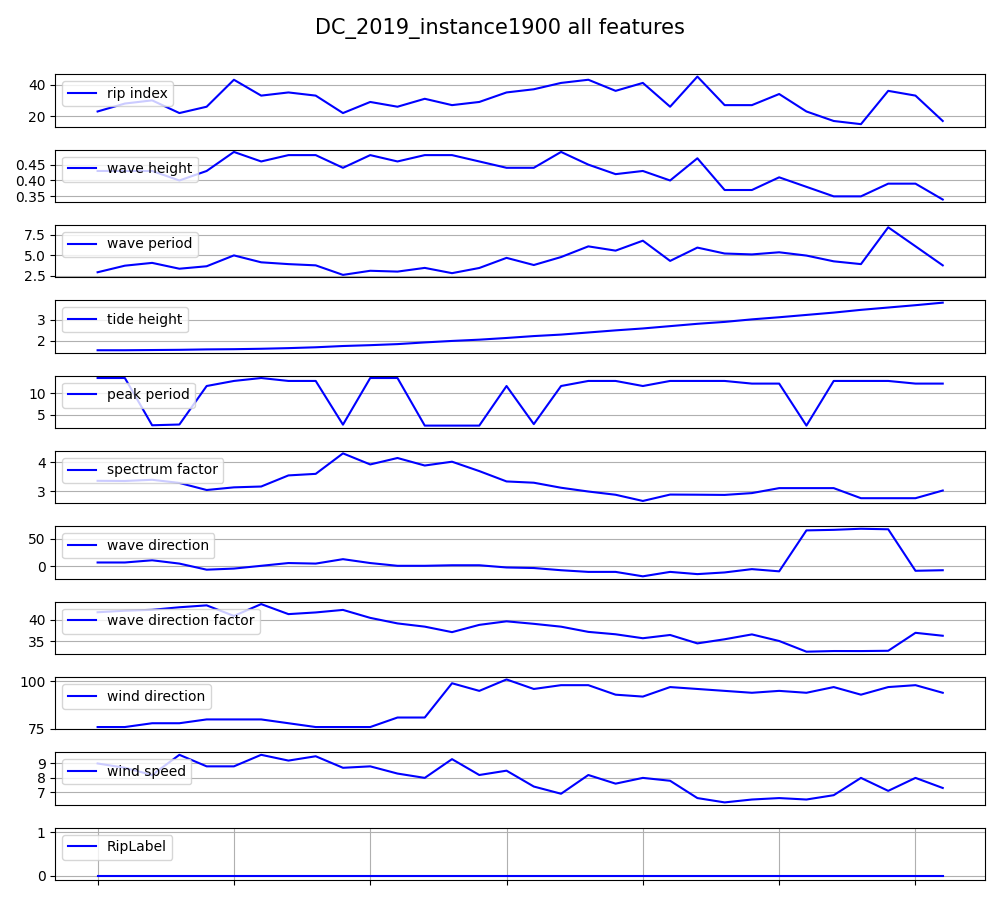 DC_2019_instance1900 all features
40
20
rip index
0.45
0.40
0.35
wave height
7.5
5.0
2.5
wave period
3
2
tide height
10
5
peak period
4
3
spectrum factor
50
0
wave direction
40
35
wave direction factor
100
75
wind direction
9
8
7
wind speed
1
0
RipLabel